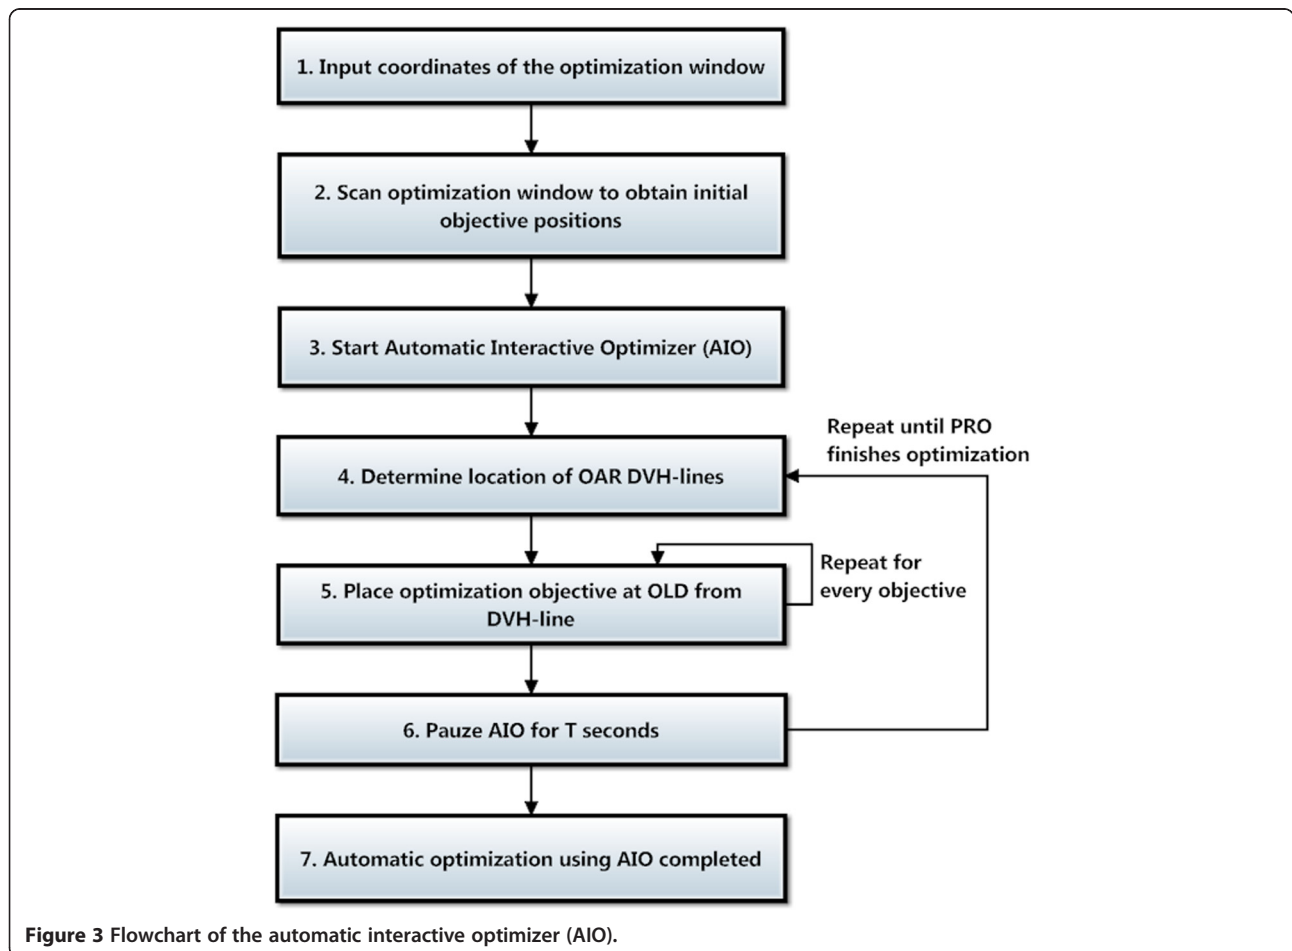 1. Input coordinates of the optimization window
2. Scan optimization window to obtain initial
objective positions
3. Start Automatic Interactive Optimizer (AIO)
Repeat until PRO
finishes optimization
4. Determine location of OAR DVH-lines
5. Place optimization objective at OLD from
DVH-line
Repeat for
every objective
6. Pauze AIO for T seconds
7. Automatic optimization using AIO completed
Figure 3 Flowchart of the automatic interactive optimizer (AIO).